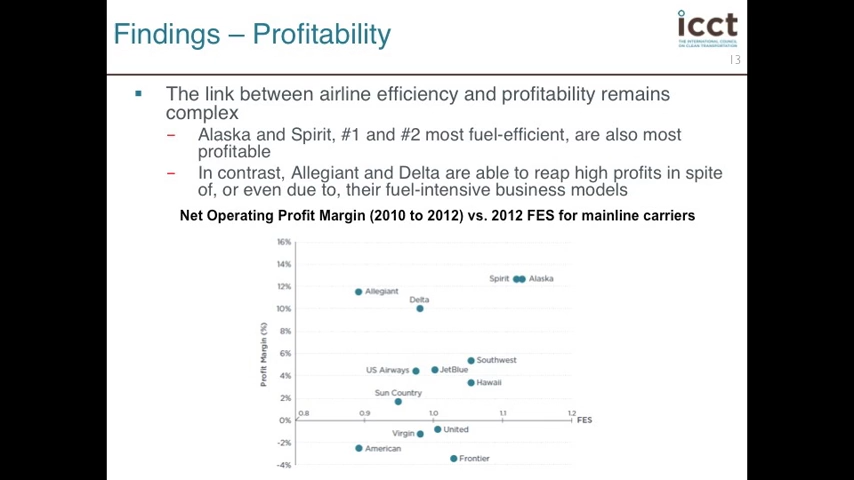 Findings – Profitability
icct
THE INTERNATIONAL COUNCIL
ON CLEAN TRANSPORTATION
13
The link between airline efficiency and profitability remains
complex
– Alaska and Spirit, #1 and #2 most fuel-efficient, are also most
profitable
– In contrast, Allegiant and Delta are able to reap high profits in spite
of, or even due to, their fuel-intensive business models
Net Operating Profit Margin (2010 to 2012) vs. 2012 FES for mainline carriers
16%
14%
Spirit Alaska
12%
Allegiant
Delta
10%
8%
Profit Margin (%)
6%
Southwest
US Airways JetBlue
4%
Hawaii
Sun Country
2%
0.8 0.9 1.0 1.1 1.2
0% FES
Virgin United
-2%
American
Frontier
-4%